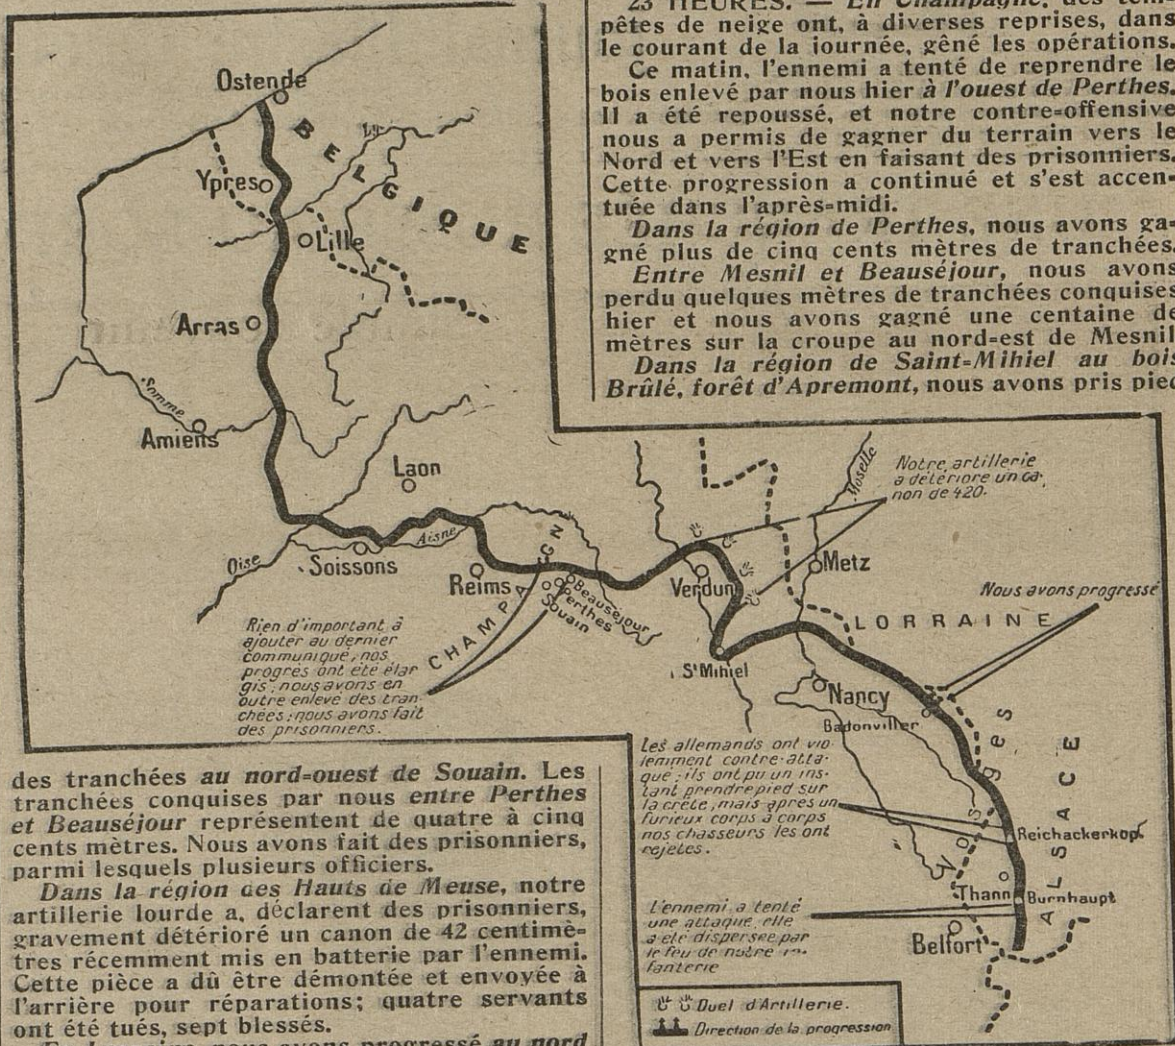 23 HEURES. — En Champagne, des tem-
pêtes de neige ont, à diverses reprises, dans
le courant de la journée, gêné les opérations.
Ce matin, l'ennemi a tenté de reprendre le
bois enlevé par nous hier à l'ouest de Perthes.
Il a été repoussé, et notre contre-offensive
nous a permis de gagner du terrain vers le
Nord et vers l'Est en faisant des prisonniers.
Cette progression a continué et s'est accen-
tuée dans l'après-midi.
Dans la région de Perthes, nous avons ga-
gné plus de cinq cents mètres de tranchées.
Entre Mesnil et Beauséjour, nous avons
perdu quelques mètres de tranchées conquises
hier et nous avons gagné une centaine de
mètres sur la croupe au nord-est de Mesnil
Dans la région de Saint-Mihiel au bois
Brûlé, forêt d'Apremont, nous avons pris pied
Ostende
BELGIQUE
Lys
Ypres
Lille
Arras
Somme
Amiens
Laon
Oise
Soissons
Aisne
Reims
CHAMPAGN
Beauséjour
Perthes
Souain
Verdun
Moselle
Metz
St Mihiel
LORRAINE
Nancy
Badonviller
Vosges
ALSACE
Reichackerkopf
Thann
Burnhaupt
Belfort
Notre artillerie
a détérioré un ca-
non de 420.
Nous avons progressé
Rien d'important à
ajouter au dernier
communiqué, nos
progrès ont été élar
gis; nous avons en
outre enlevé des tran
chées; nous avons fait
des prisonniers.
Les allemands ont vio
lemment contre-atta-
qué; ils ont pu un ins-
tant prendre pied sur
la crête, mais après un
furieux corps à corps
nos chasseurs les ont
rejetés.
L'ennemi a tenté
une attaque, elle
a été dispersée par
le feu de notre in-
fanterie
Duel d'Artillerie.
Direction de la progression
des tranchées au nord-ouest de Souain. Les
tranchées conquises par nous entre Perthes
et Beauséjour représentent de quatre à cinq
cents mètres. Nous avons fait des prisonniers,
parmi lesquels plusieurs officiers.
Dans la région des Hauts de Meuse, notre
artillerie lourde a, déclarent des prisonniers,
gravement détérioré un canon de 42 centimè-
tres récemment mis en batterie par l'ennemi.
Cette pièce a dû être démontée et envoyée à
l'arrière pour réparations; quatre servants
ont été tués, sept blessés.
nous avons progressé au nord